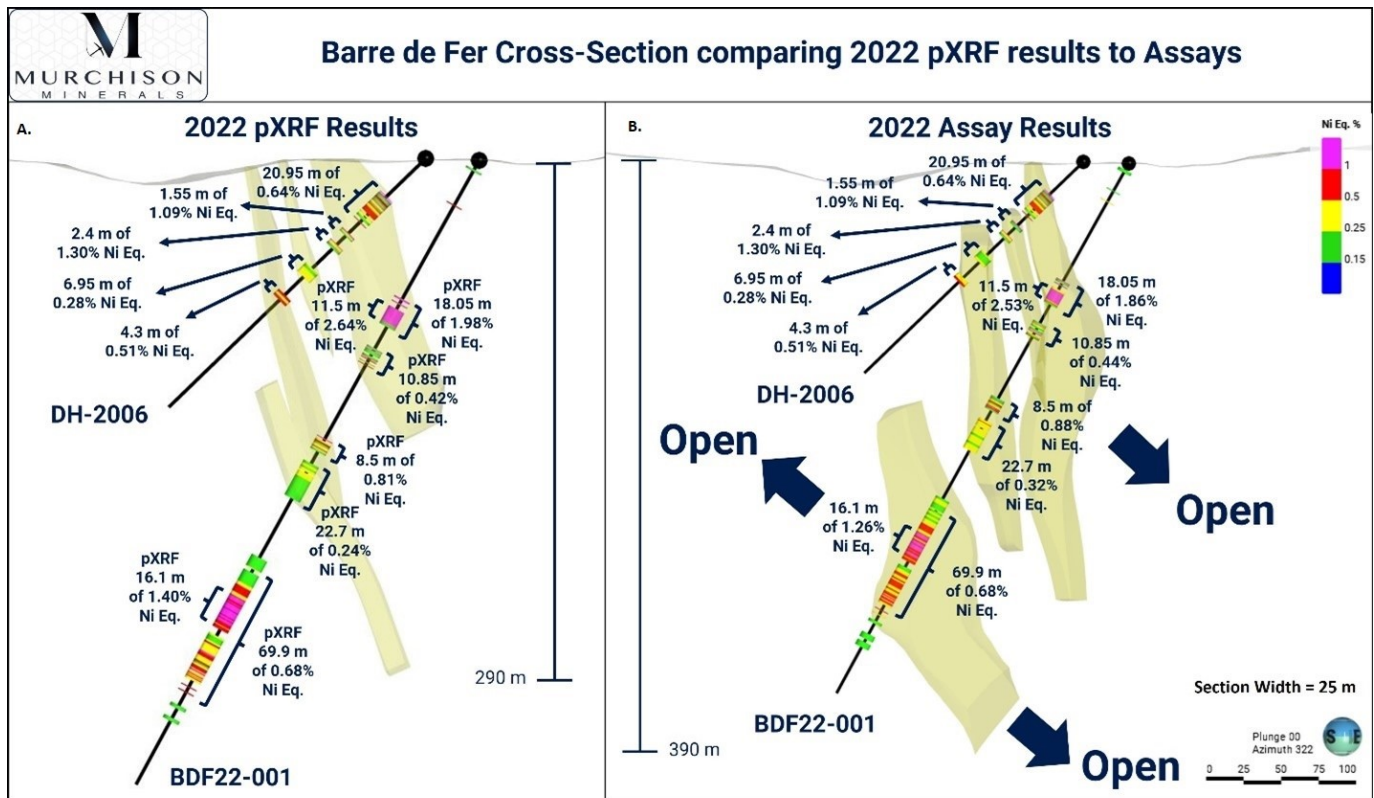 MURCHISON
MINERALS
Barre de Fer Cross-Section comparing 2022 pXRF results to Assays
A.
2022 pXRF Results
20.95 m of
0.64% Ni Eq.
1.55 m of
1.09% Ni Eq.
2.4 m of
1.30% Ni Eq.
6.95 m of
0.28% Ni Eq.
4.3 m of
0.51% Ni Eq.
DH-2006
pXRF
11.5 m
of 2.64%
Ni Eq.
pXRF
18.05 m
of 1.98%
Ni Eq.
pXRF
10.85 m
of 0.42%
Ni Eq.
pXRF
8.5 m of
0.81%
Ni Eq.
pXRF
22.7 m
of 0.24%
Ni Eq.
pXRF
16.1 m
of 1.40%
Ni Eq.
pXRF
69.9 m
of 0.68%
Ni Eq.
BDF22-001
290 m
B.
2022 Assay Results
20.95 m of
0.64% Ni Eq.
1.55 m of
1.09% Ni Eq.
2.4 m of
1.30% Ni Eq.
6.95 m of
0.28% Ni Eq.
4.3 m of
0.51% Ni Eq.
DH-2006
11.5 m
of 2.53%
Ni Eq.
18.05 m
of 1.86%
Ni Eq.
10.85 m
of 0.44%
Ni Eq.
8.5 m of
0.88%
Ni Eq.
22.7 m
of 0.32%
Ni Eq.
Open
Open
16.1 m
of 1.26%
Ni Eq.
69.9 m
of 0.68%
Ni Eq.
BDF22-001
390 m
Open
Ni Eq. %
1
0.5
0.25
0.15
Section Width = 25 m
Plunge 00
Azimuth 322
S E
0 25 50 75 100